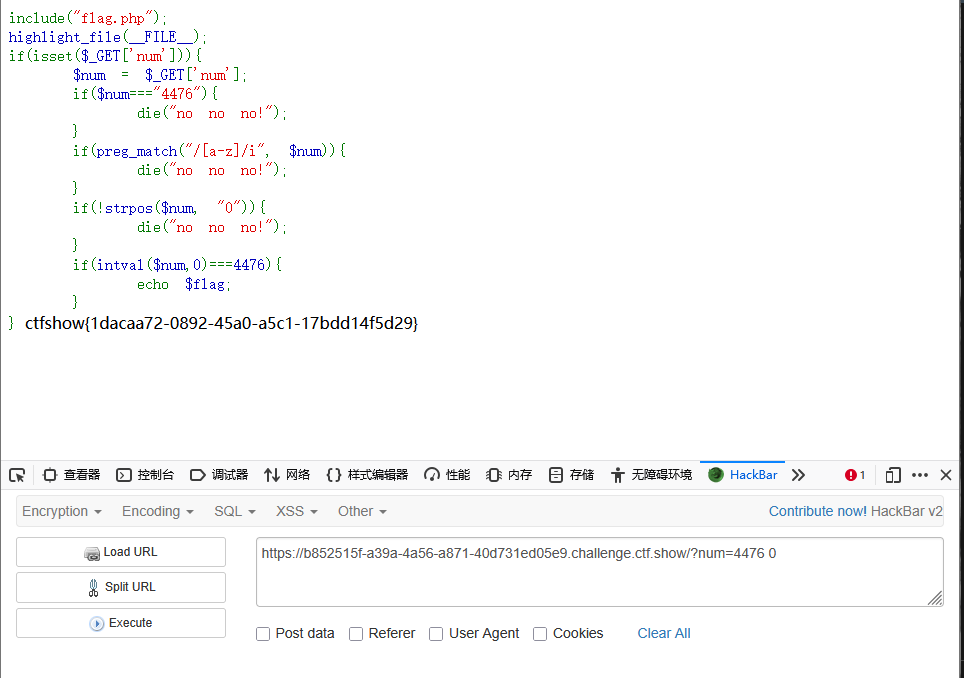 include("flag.php");
highlight_file(__FILE__);
if(isset($_GET['num'])){
$num = $_GET['num'];
if($num==="4476"){
die("no no no!");
}
if(preg_match("/[a-z]/i", $num)){
die("no no no!");
}
if(!strpos($num, "0")){
die("no no no!");
}
if(intval($num,0)===4476){
echo $flag;
}
} ctfshow{1dacaa72-0892-45a0-a5c1-17bdd14f5d29}
查看器 控制台 调试器 网络 {} 样式编辑器 性能 内存 存储 无障碍环境 HackBar 1
Encryption Encoding SQL XSS Other Contribute now! HackBar v2
Load URL
Split URL
Execute
https://b852515f-a39a-4a56-a871-40d731ed05e9.challenge.ctf.show/?num=4476 0
Post data Referer User Agent Cookies Clear All